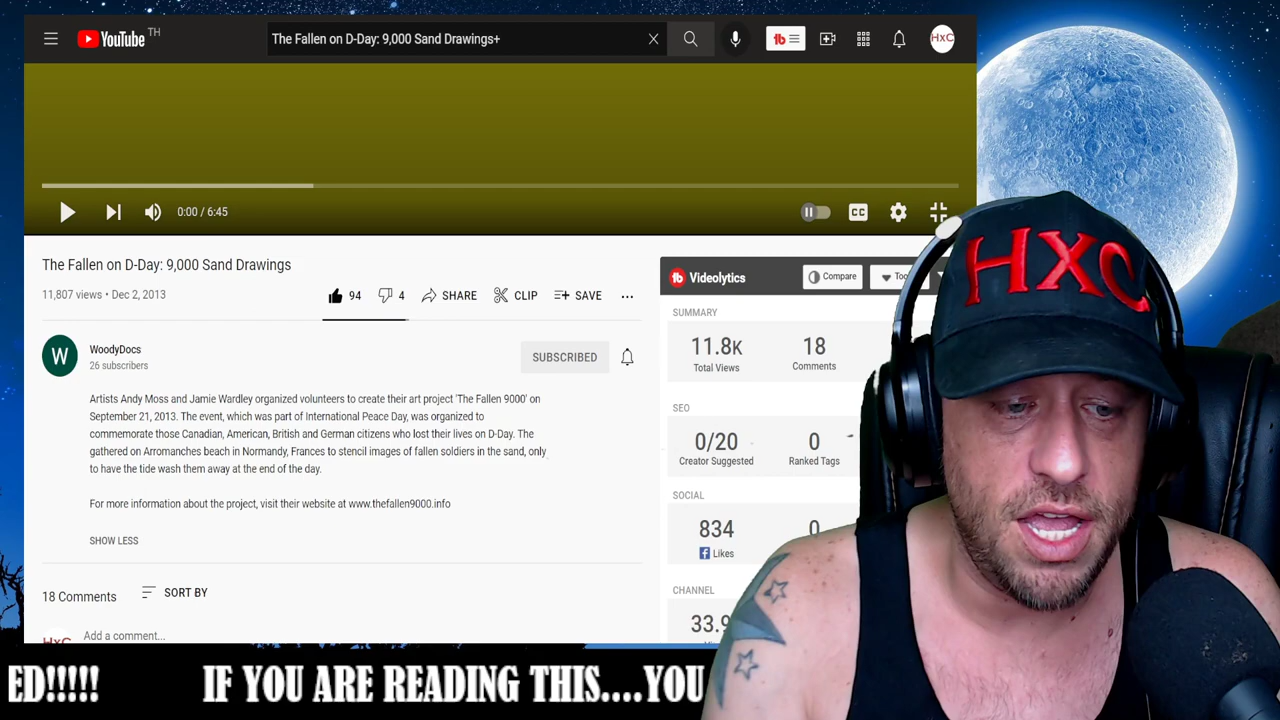 YouTube TH
The Fallen on D-Day: 9,000 Sand Drawings+
HXC
0:00 / 6:45
CC
The Fallen on D-Day: 9,000 Sand Drawings
11,807 views • Dec 2, 2013
94
4
SHARE
CLIP
SAVE
W
WoodyDocs
26 subscribers
SUBSCRIBED
Artists Andy Moss and Jamie Wardley organized volunteers to create their art project 'The Fallen 9000' on
September 21, 2013. The event, which was part of International Peace Day, was organized to
commemorate those Canadian, American, British and German citizens who lost their lives on D-Day. The
gathered on Arromanches beach in Normandy, Frances to stencil images of fallen soldiers in the sand, only
to have the tide wash them away at the end of the day.
For more information about the project, visit their website at www.thefallen9000.info
SHOW LESS
18 Comments
SORT BY
HxC
Add a comment...
tb Videolytics
Compare
Too
SUMMARY
11.8K
Total Views
18
Comments
SEO
0/20
Creator Suggested
0
Ranked Tags
SOCIAL
834
Likes
0
CHANNEL
33.9
HXC
ED!!!!! IF YOU ARE READING THIS....YOU